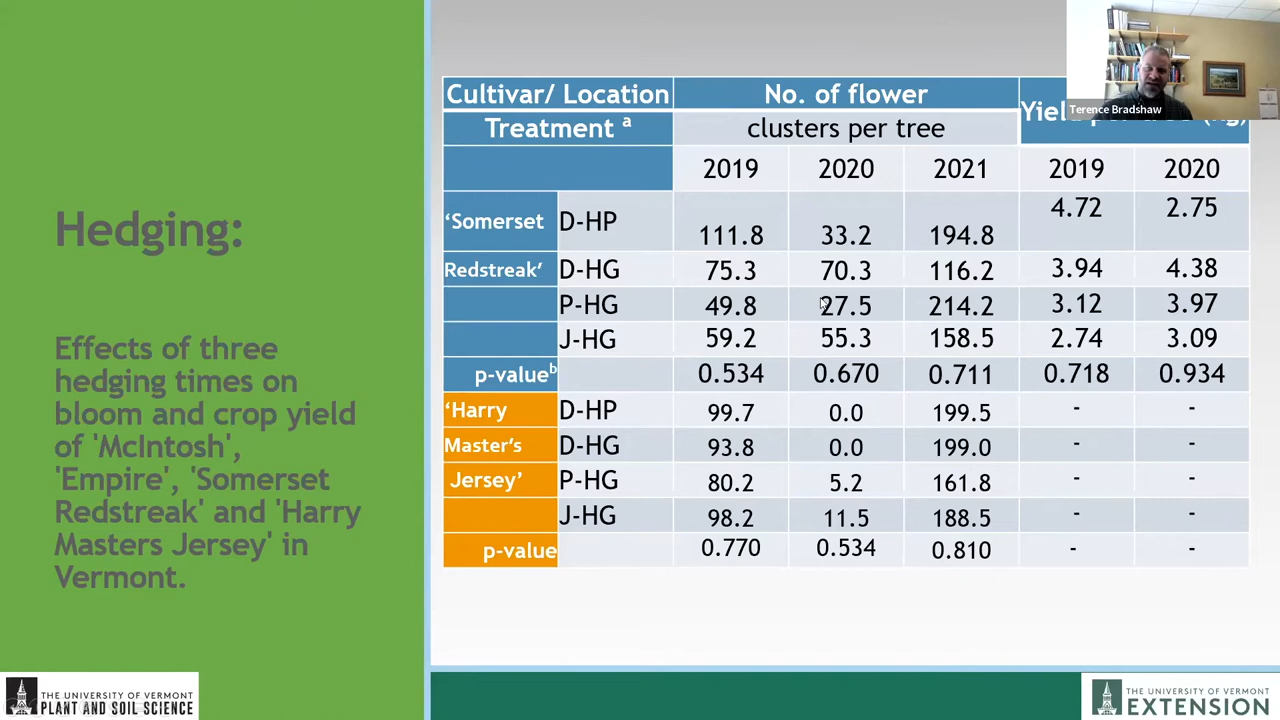 Hedging:
Effects of three
hedging times on
bloom and crop yield
of 'McIntosh',
'Empire', 'Somerset
Redstreak' and 'Harry
Masters Jersey' in
Vermont.
Cultivar/ Location No. of flower
Treatment a clusters per tree
2019 2020 2021 2019 2020
‘Somerset D-HP 111.8 33.2 194.8 4.72 2.75
Redstreak’ D-HG 75.3 70.3 116.2 3.94 4.38
P-HG 49.8 27.5 214.2 3.12 3.97
J-HG 59.2 55.3 158.5 2.74 3.09
p-value b 0.534 0.670 0.711 0.718 0.934
‘Harry D-HP 99.7 0.0 199.5 - -
Master’s D-HG 93.8 0.0 199.0 - -
Jersey’ P-HG 80.2 5.2 161.8 - -
J-HG 98.2 11.5 188.5 - -
p-value 0.770 0.534 0.810 - -
Terence Bradshaw
Yield
THE UNIVERSITY OF VERMONT
PLANT AND SOIL SCIENCE
THE UNIVERSITY OF VERMONT
EXTENSION